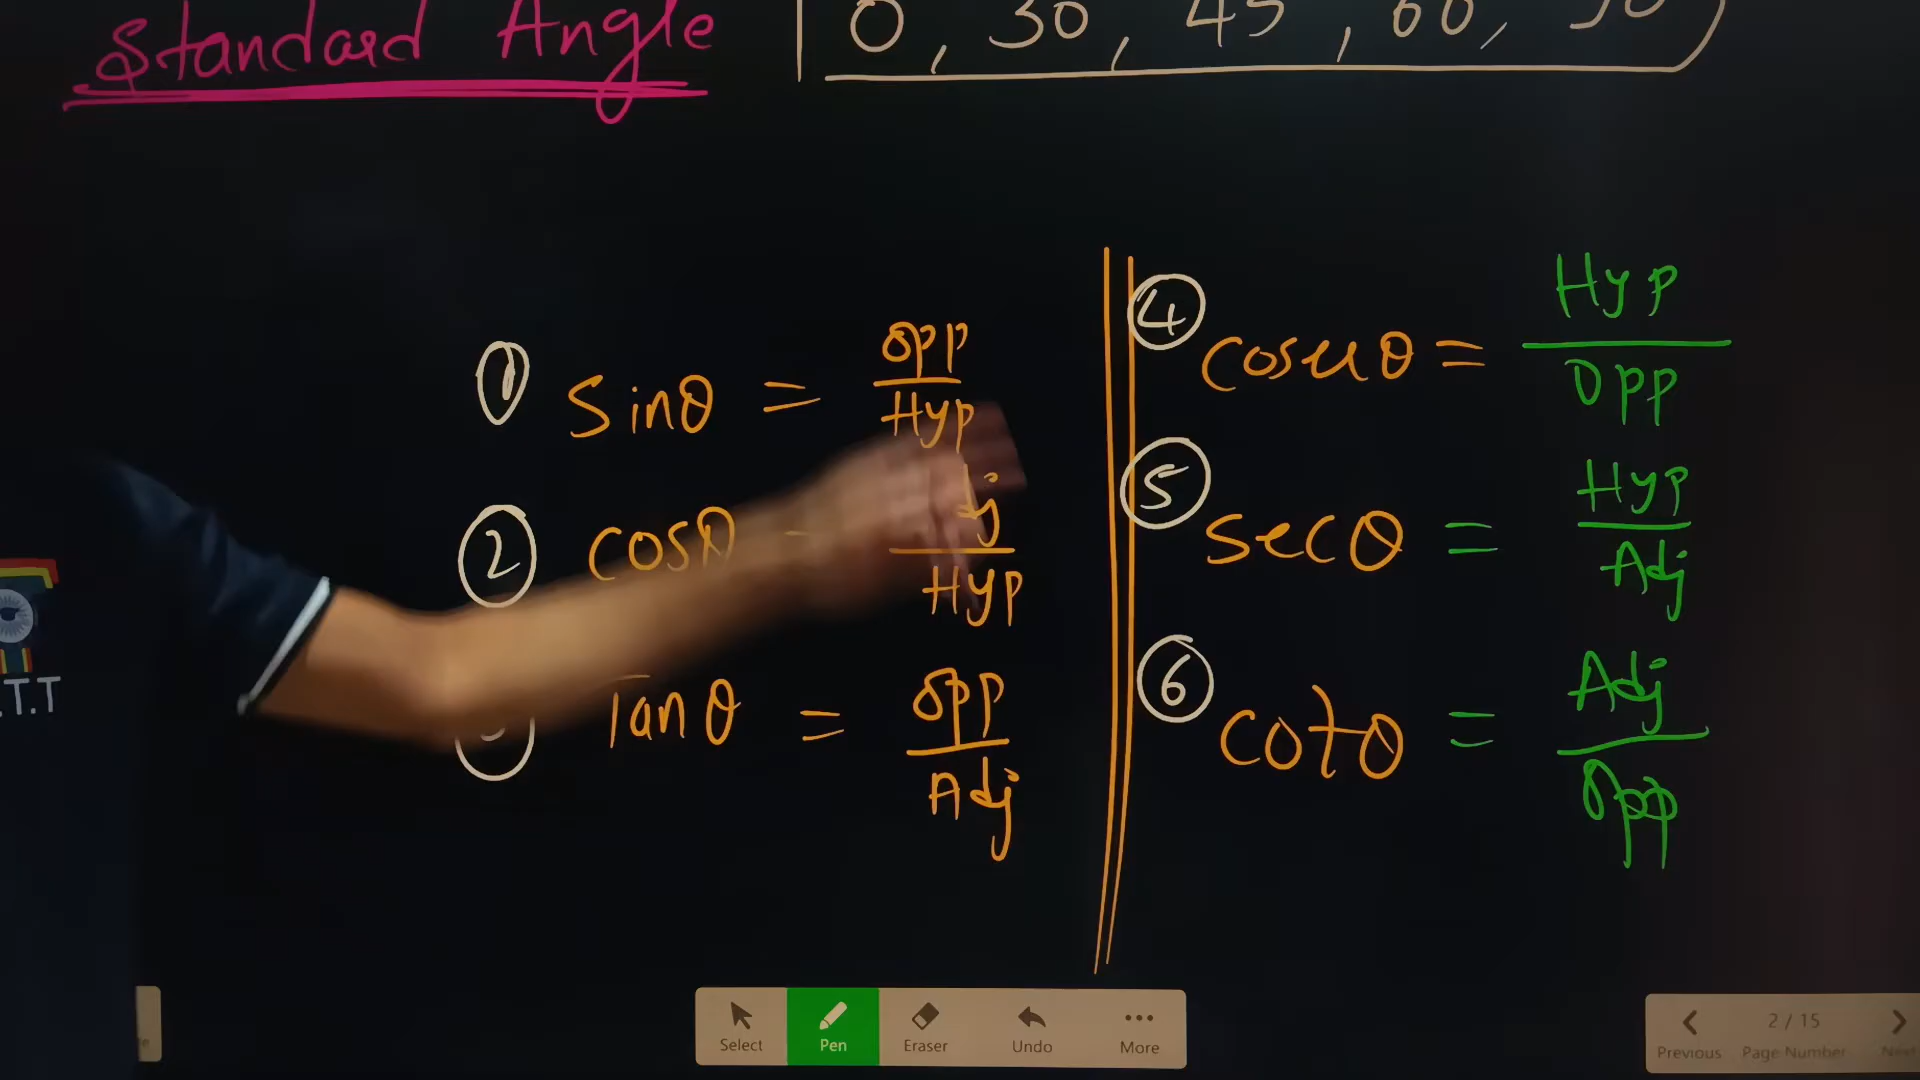 Standard Angle
0, 30, 45, 60, 90
① sinθ = opp/Hyp
② cosθ = j/Hyp
Tanθ = opp/Adj
④ cosecθ = Hyp/Opp
⑤ secθ = Hyp/Adj
⑥ cotθ = Adj/Opp
.T.T
Select
Pen
Eraser
Undo
More
2 / 15
Previous
Page Number
Next